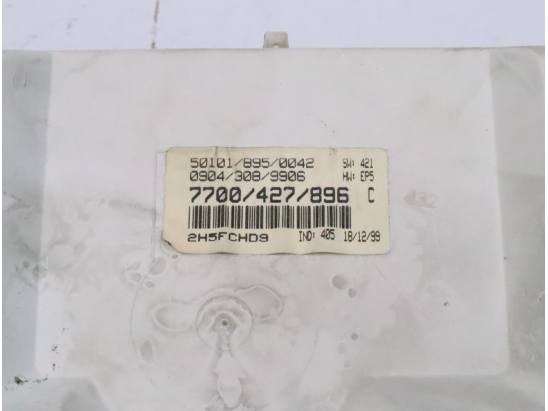 50101/895/0042 SW: 421
0904/308/9906 HW: EP5
7700/427/896 C
2H5FCHD9 IND: 405 18/12/99